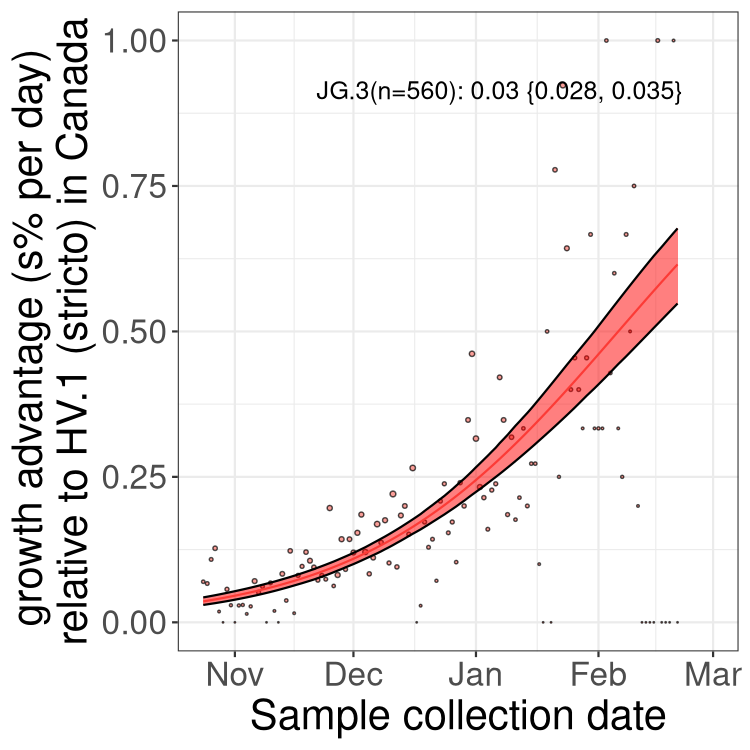 growth advantage (s% per day)
relative to HV.1 (stricto) in Canada
1.00
0.75
0.50
0.25
0.00
JG.3(n=560): 0.03 {0.028, 0.035}
Nov Dec Jan Feb Mar
Sample collection date